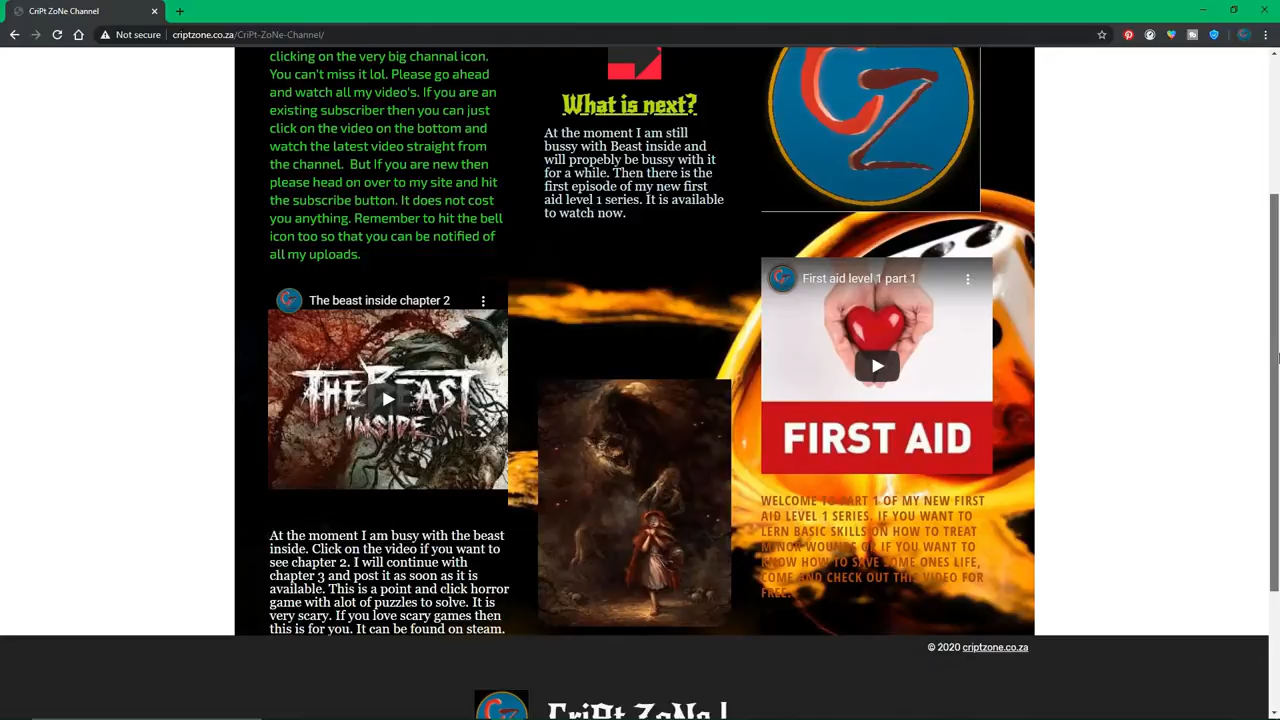 CriPt ZoNe Channel
Not secure
criptzone.co.za/CriPt-ZoNe-Channel/
clicking on the very big channal icon.
You can't miss it lol. Please go ahead
and watch all my video's. If you are an
existing subscriber then you can just
click on the video on the bottom and
watch the latest video straight from
the channel. But If you are new then
please head on over to my site and hit
the subscribe button. It does not cost
you anything. Remember to hit the bell
icon too so that you can be notified of
all my uploads.
The beast inside chapter 2
THE BEAST
INSIDE
At the moment I am busy with the beast
inside. Click on the video if you want to
see chapter 2. I will continue with
chapter 3 and post it as soon as it is
available. This is a point and click horror
game with alot of puzzles to solve. It is
very scary. If you love scary games then
this is for you. It can be found on steam.
What is next?
At the moment I am still
bussy with Beast inside and
will propebly be bussy with it
for a while. Then there is the
first episode of my new first
aid level 1 series. It is available
to watch now.
CZ
First aid level 1 part 1
FIRST AID
WELCOME TO PART 1 OF MY NEW FIRST
AID LEVEL 1 SERIES. IF YOU WANT TO
LERN BASIC SKILLS ON HOW TO TREAT
MINOR WOUNDS OR IF YOU WANT TO
KNOW HOW TO SAVE SOME ONES LIFE,
COME AND CHECK OUT THIS VIDEO FOR
FREE.
© 2020 criptzone.co.za
CriPt ZoNe |